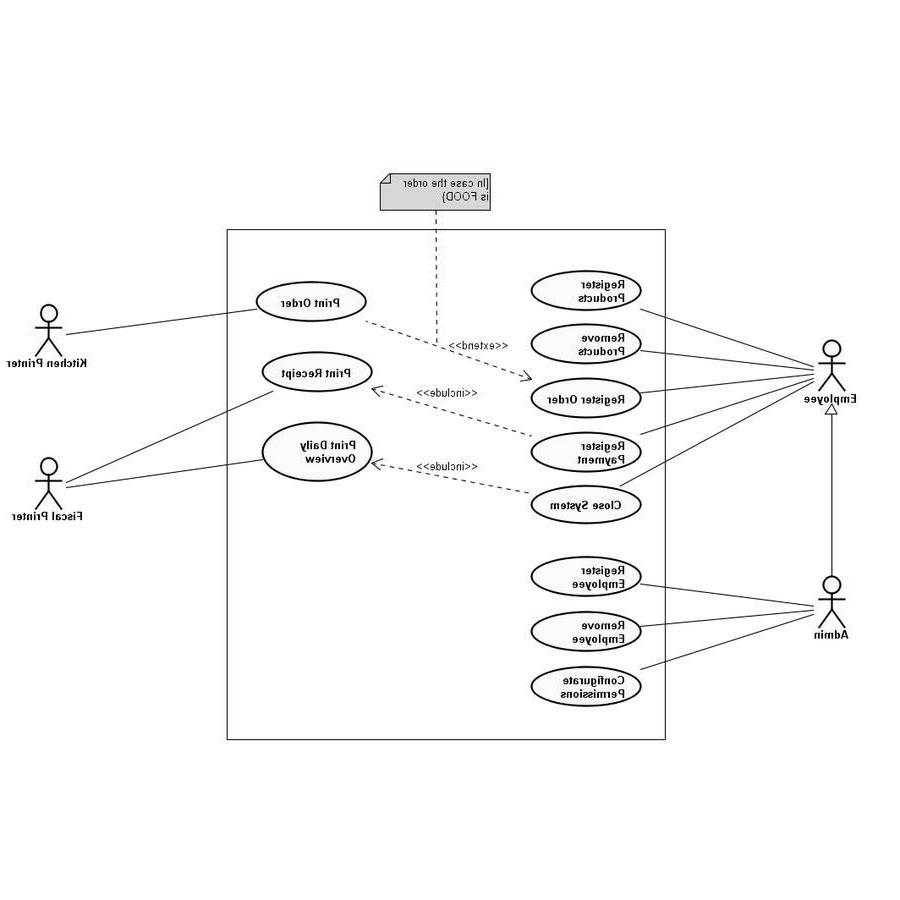 {In case the order
is FOOD}
Register
Products
Print Order
Remove
Products
<<extend>>
Kitchen Printer
Print Receipt
<<include>>
Register Order
Employee
Print Daily
Overview
Register
Payment
<<include>>
Close System
Fiscal Printer
Register
Employee
Remove
Employee
Admin
Configurate
Permissions